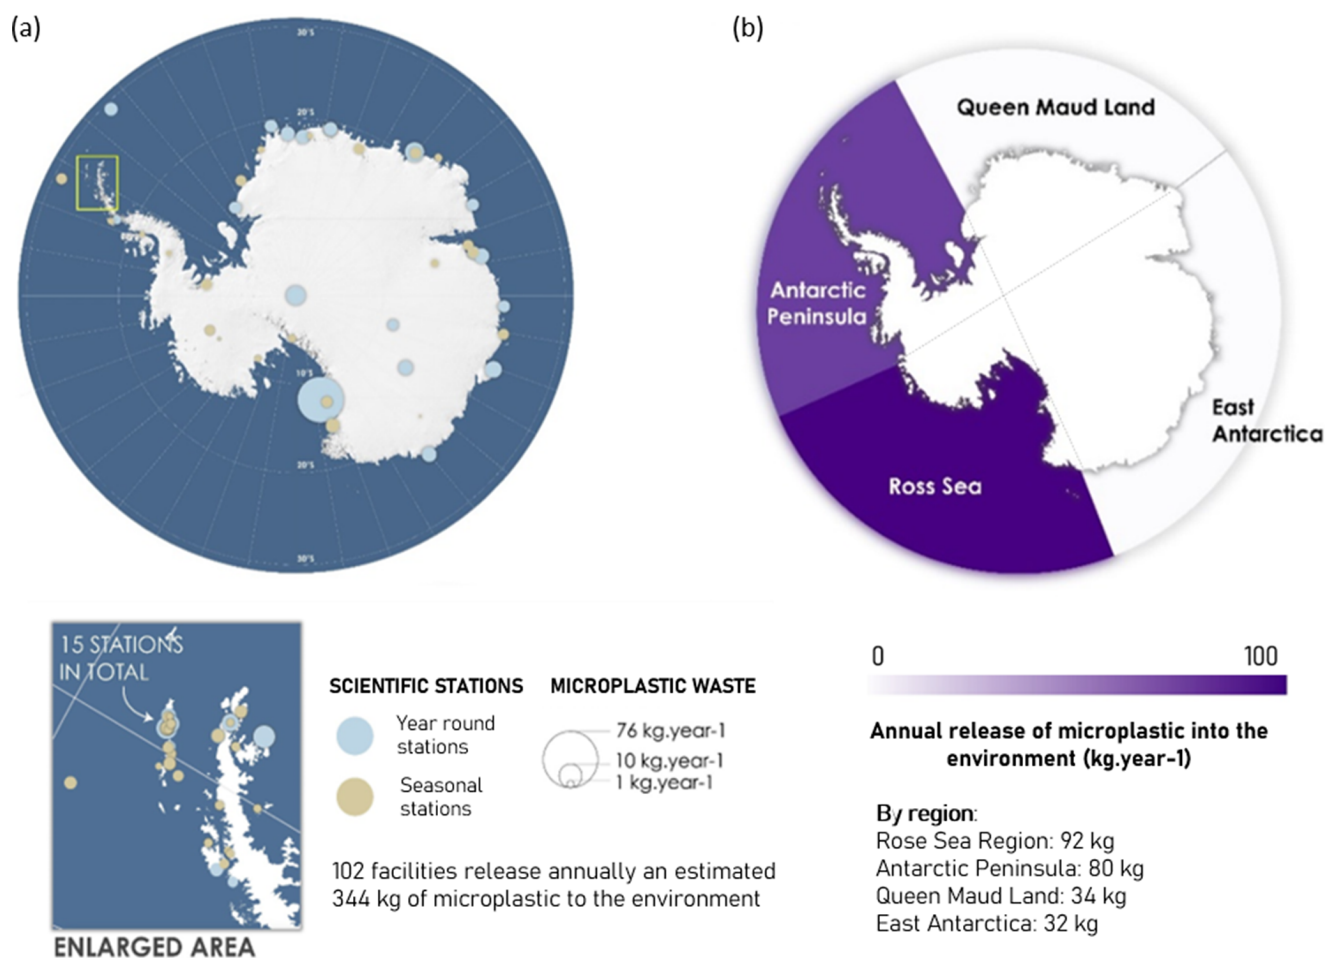 (a)
(b)
30°S
20°S
10°S
20°S
30°S
Queen Maud Land
Antarctic
Peninsula
East
Antarctica
Ross Sea
15 STATIONS
IN TOTAL
ENLARGED AREA
SCIENTIFIC STATIONS
Year round
stations
Seasonal
stations
MICROPLASTIC WASTE
76 kg.year-1
10 kg.year-1
1 kg.year-1
102 facilities release annually an estimated
344 kg of microplastic to the environment
0 100
Annual release of microplastic into the
environment (kg.year-1)
By region:
Rose Sea Region: 92 kg
Antarctic Peninsula: 80 kg
Queen Maud Land: 34 kg
East Antarctica: 32 kg